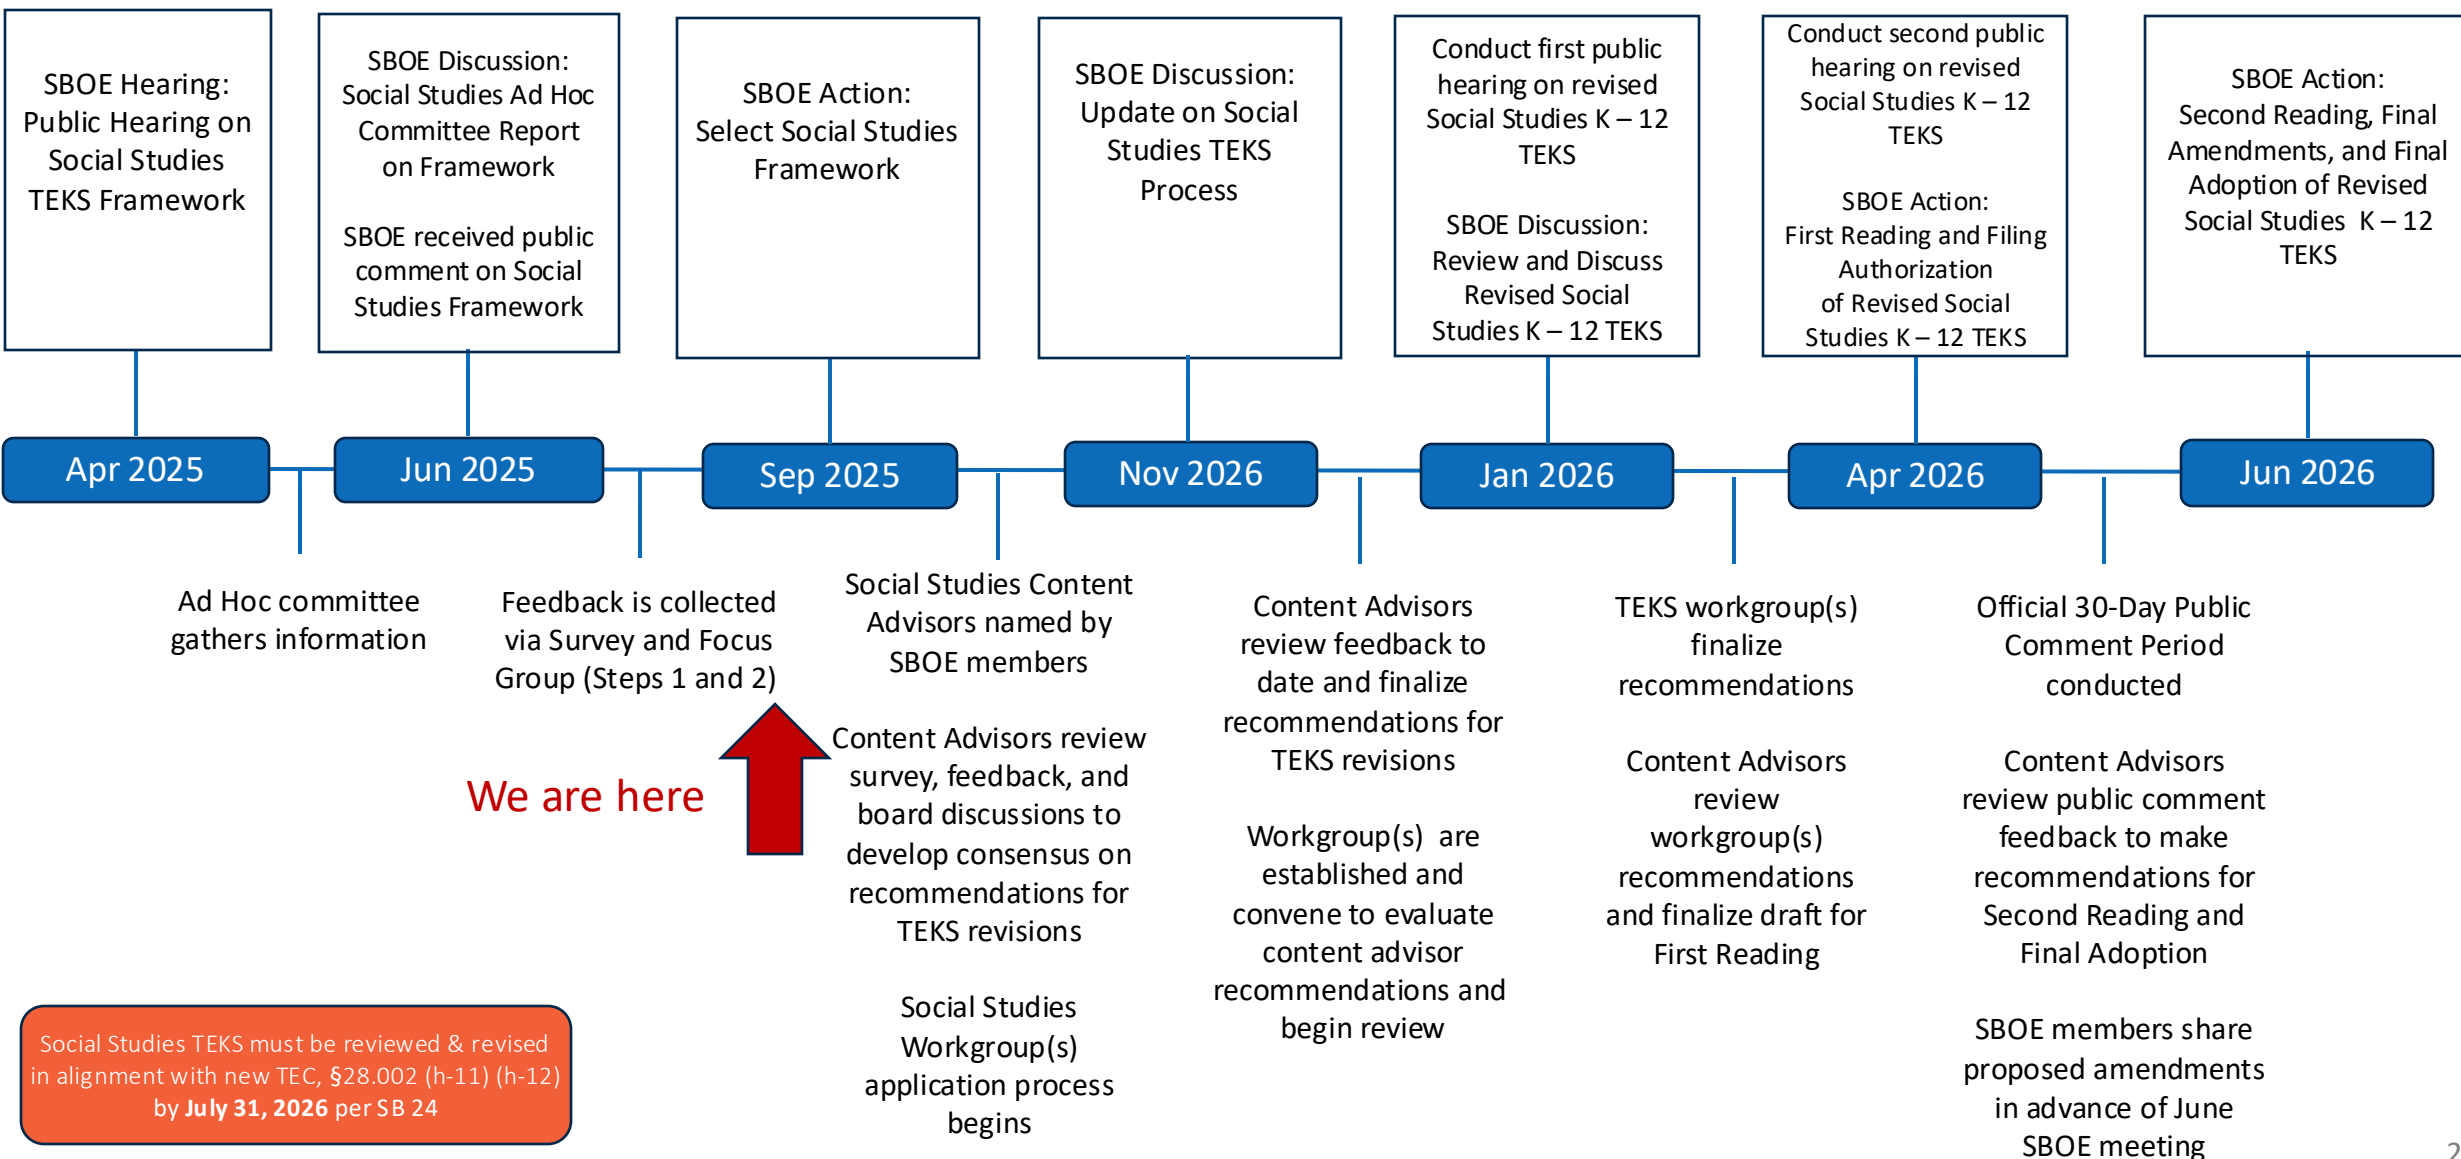 SBOE Hearing:
Public Hearing on
Social Studies
TEKS Framework
SBOE Discussion:
Social Studies Ad Hoc
Committee Report
on Framework
SBOE received public
comment on Social
Studies Framework
SBOE Action:
Select Social Studies
Framework
SBOE Discussion:
Update on Social
Studies TEKS
Process
Conduct first public
hearing on revised
Social Studies K – 12
TEKS
SBOE Discussion:
Review and Discuss
Revised Social
Studies K – 12 TEKS
Conduct second public
hearing on revised
Social Studies K – 12
TEKS
SBOE Action:
First Reading and Filing
Authorization
of Revised Social
Studies K – 12 TEKS
SBOE Action:
Second Reading, Final
Amendments, and Final
Adoption of Revised
Social Studies K – 12
TEKS
Apr 2025
Jun 2025
Sep 2025
Nov 2026
Jan 2026
Apr 2026
Jun 2026
Ad Hoc committee
gathers information
Feedback is collected
via Survey and Focus
Group (Steps 1 and 2)
We are here
Social Studies Content
Advisors named by
SBOE members
Content Advisors review
survey, feedback, and
board discussions to
develop consensus on
recommendations for
TEKS revisions
Social Studies
Workgroup(s)
application process
begins
Content Advisors
review feedback to
date and finalize
recommendations for
TEKS revisions
Workgroup(s) are
established and
convene to evaluate
content advisor
recommendations and
begin review
TEKS workgroup(s)
finalize
recommendations
Content Advisors
review
workgroup(s)
recommendations
and finalize draft for
First Reading
Official 30-Day Public
Comment Period
conducted
Content Advisors
review public comment
feedback to make
recommendations for
Second Reading and
Final Adoption
SBOE members share
proposed amendments
in advance of June
SBOE meeting
Social Studies TEKS must be reviewed & revised
in alignment with new TEC, §28.002 (h-11) (h-12)
by July 31, 2026 per SB 24
2